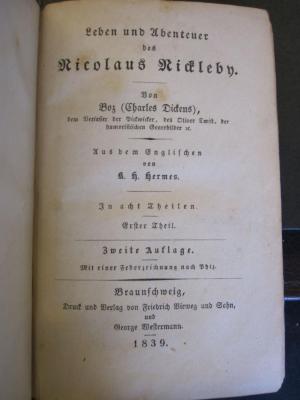 Leben und Abenteuer
des
Nicolaus Nickleby.
Von
Boz (Charles Dickens),
dem Verfasser der Pickwicker, des Oliver Twist, der
humoristischen Genrebilder ꝛc.
Aus dem Englischen
von
K. H. Hermes.
In acht Theilen.
Erster Theil.
Zweite Auflage.
Mit einer Federzeichnung nach Phiz.
Braunschweig,
Druck und Verlag von Friedrich Vieweg und Sohn,
und
George Westermann.
1839.